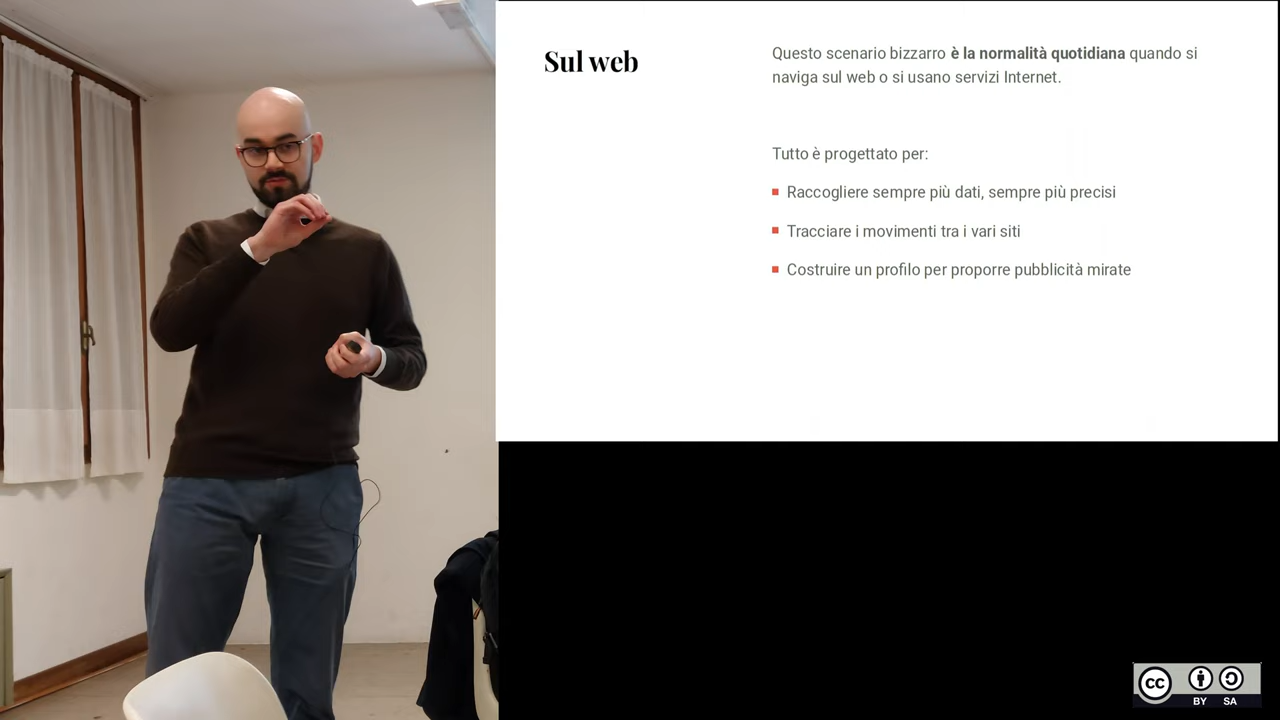 Sul web
Questo scenario bizzarro è la normalità quotidiana quando si
naviga sul web o si usano servizi Internet.
Tutto è progettato per:
Raccogliere sempre più dati, sempre più precisi
Tracciare i movimenti tra i vari siti
Costruire un profilo per proporre pubblicità mirate
cc
BY SA